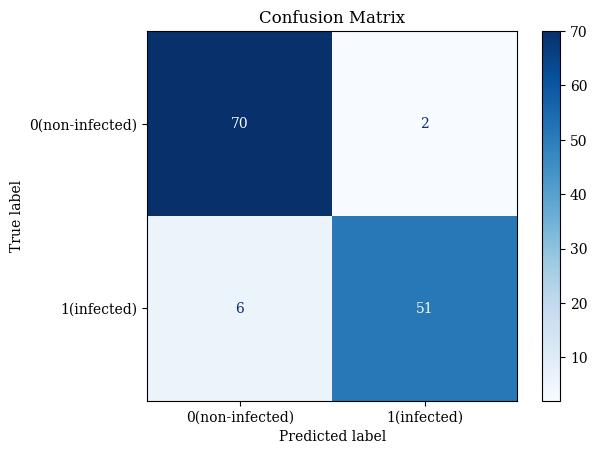 Confusion Matrix
True label
0(non-infected)
1(infected)
70
2
6
51
0(non-infected)
1(infected)
Predicted label
70
60
50
40
30
20
10